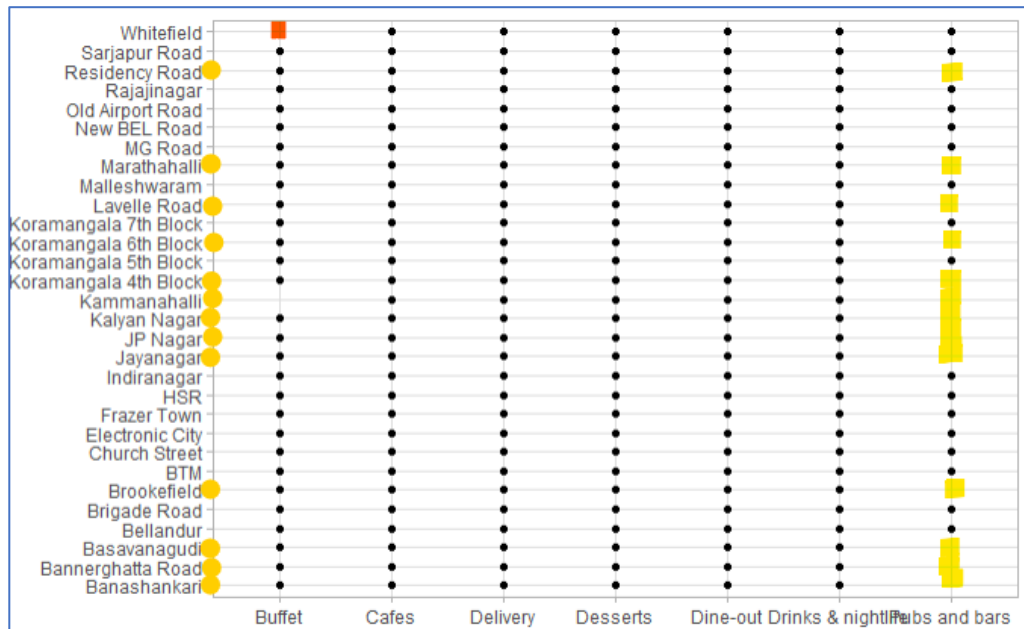 Whitefield
Sarjapur Road
Residency Road
Rajajinagar
Old Airport Road
New BEL Road
MG Road
Marathahalli
Malleshwaram
Lavelle Road
Koramangala 7th Block
Koramangala 6th Block
Koramangala 5th Block
Koramangala 4th Block
Kammanahalli
Kalyan Nagar
JP Nagar
Jayanagar
Indiranagar
HSR
Frazer Town
Electronic City
Church Street
BTM
Brookefield
Brigade Road
Bellandur
Basavanagudi
Bannerghatta Road
Banashankari
Buffet Cafes Delivery Desserts Dine-out Drinks & nightlife Pubs and bars